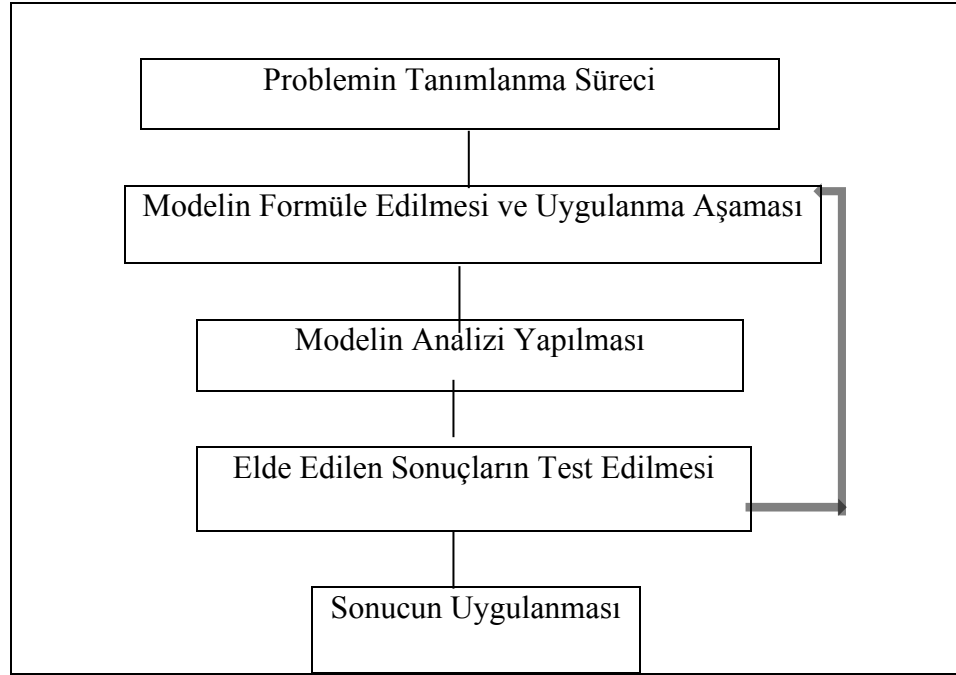 Problemin Tanımlanma Süreci
Modelin Formüle Edilmesi ve Uygulanma Aşaması
Modelin Analizi Yapılması
Elde Edilen Sonuçların Test Edilmesi
Sonucun Uygulanması